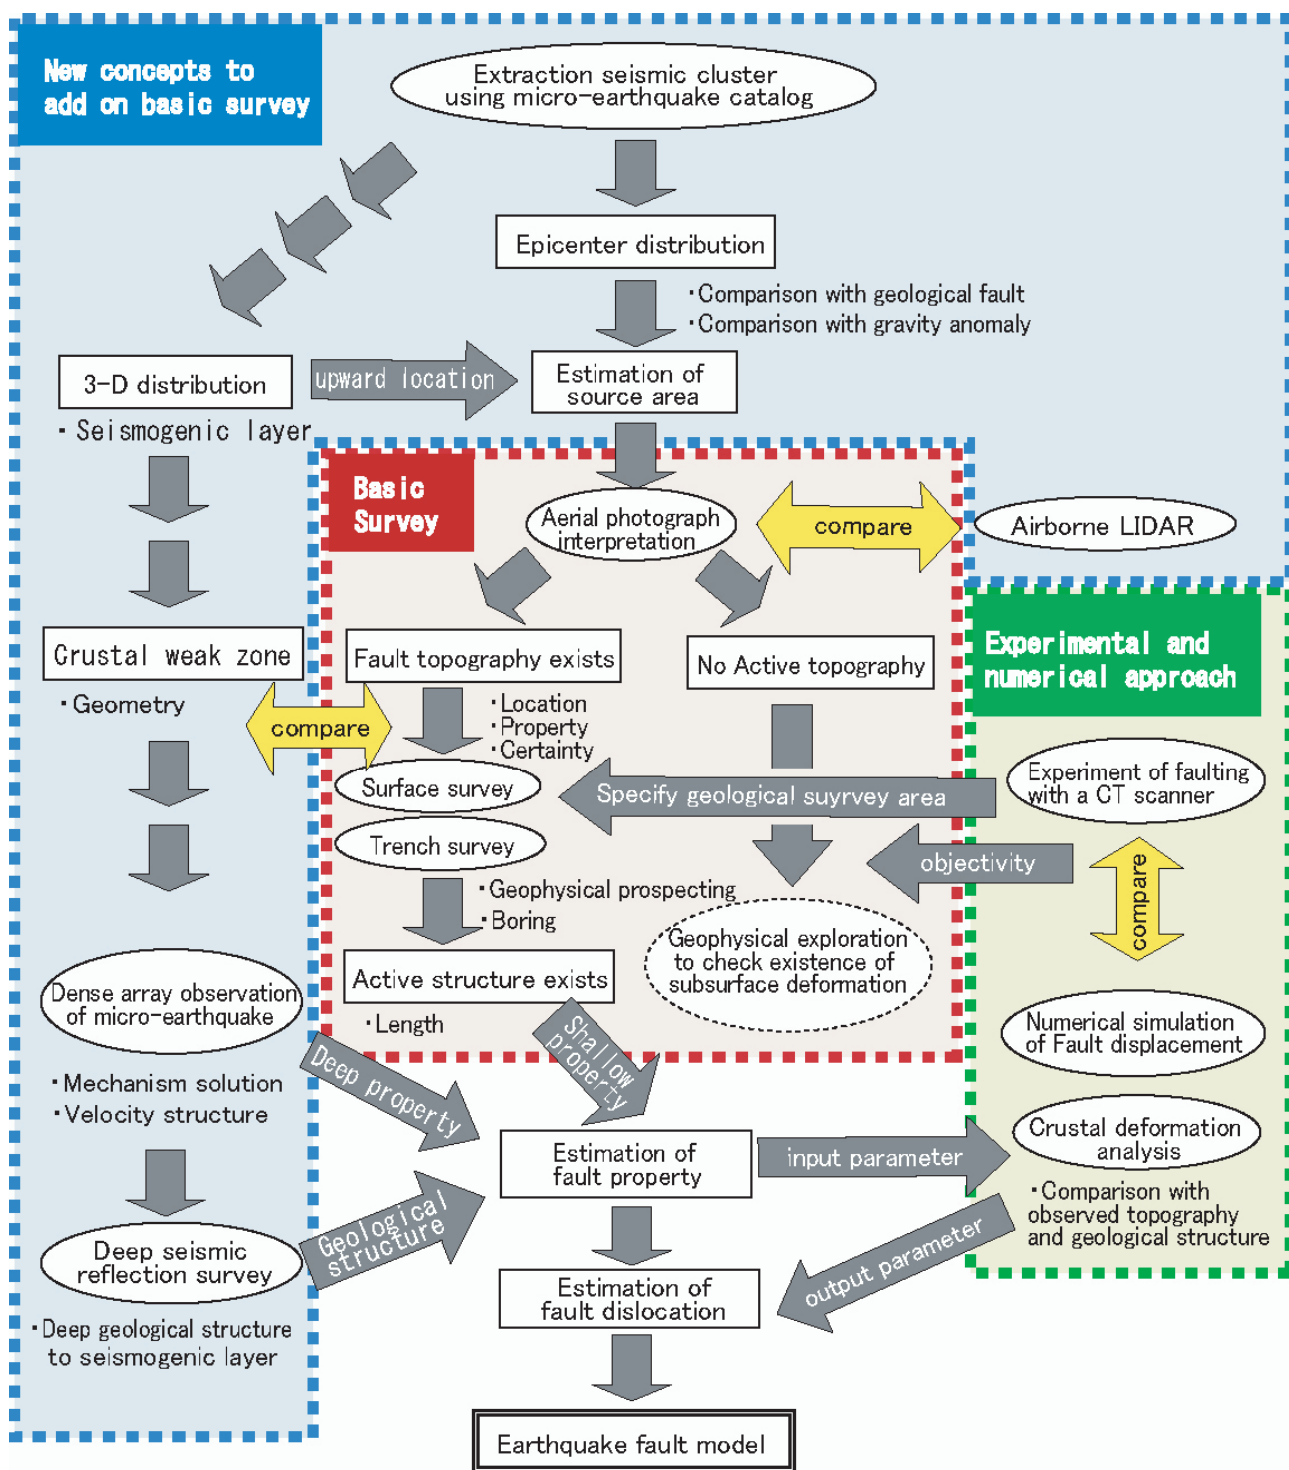 New concepts to
add on basic survey
Extraction seismic cluster
using micro-earthquake catalog
Epicenter distribution
・Comparison with geological fault
・Comparison with gravity anomaly
3-D distribution
upward location
Estimation of
source area
・Seismogenic layer
Basic
Survey
Aerial photograph
interpretation
compare
Airborne LIDAR
Crustal weak zone
Fault topography exists
No Active topography
Experimental and
numerical approach
・Geometry
compare
・Location
・Property
・Certainty
Surface survey
Specify geological suyrvey area
Experiment of faulting
with a CT scanner
Trench survey
objectivity
compare
・Geophysical prospecting
・Boring
Geophysical exploration
to check existence of
subsurface deformation
Active structure exists
・Length
Dense array observation
of micro-earthquake
Numerical simulation
of Fault displacement
Deep property
Shallow
property
・Mechanism solution
・Velocity structure
Estimation of
fault property
input parameter
Crustal deformation
analysis
・Comparison with
observed topography
and geological structure
Geological
structure
Deep seismic
reflection survey
output parameter
Estimation of
fault dislocation
・Deep geological structure
to seismogenic layer
Earthquake fault model